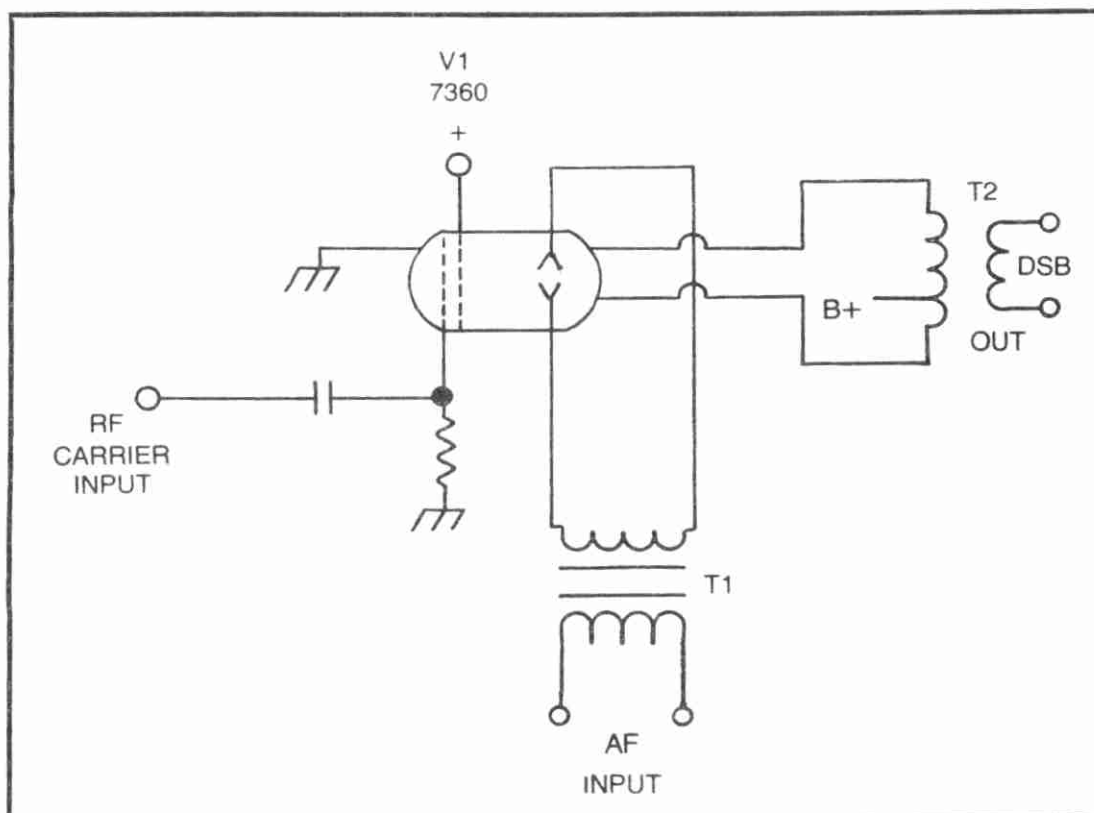 V1
7360
+
T2
DSB
B+
OUT
RF
CARRIER
INPUT
T1
AF
INPUT